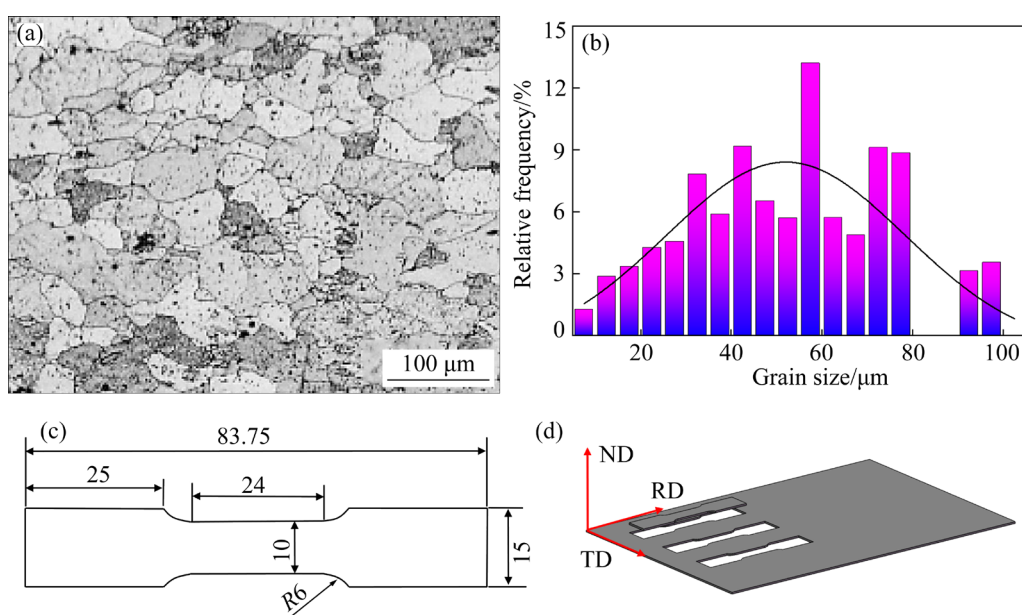 (a)
100 μm
(b)
Relative frequency/%
15
12
9
6
3
0
20 40 60 80 100
Grain size/μm
(c)
83.75
25
24
10
15
R6
(d)
ND
RD
TD